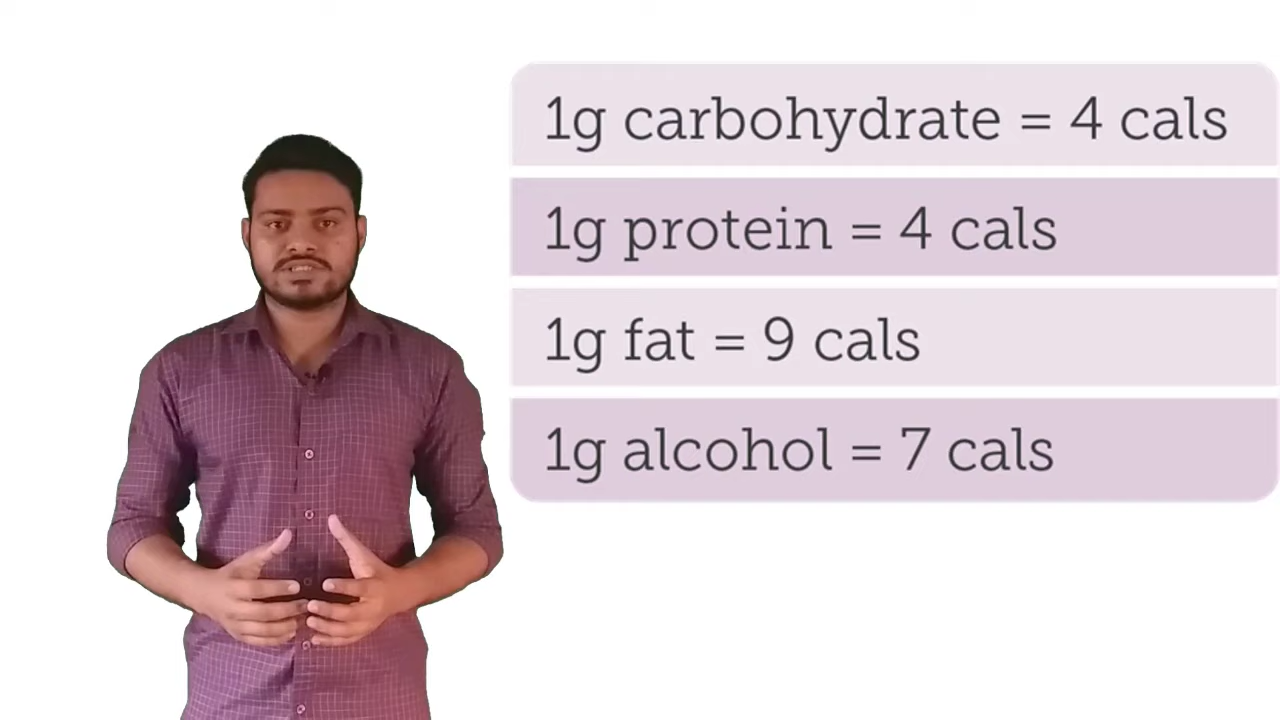 1g carbohydrate = 4 cals
1g protein = 4 cals
1g fat = 9 cals
1g alcohol = 7 cals